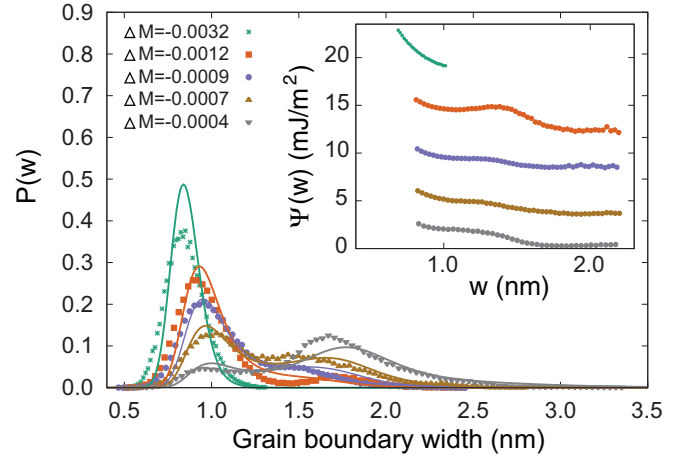 0.9
0.8
0.7
0.6
0.5
0.4
0.3
0.2
0.1
0.0
P(w)
Δ M=-0.0032
Δ M=-0.0012
Δ M=-0.0009
Δ M=-0.0007
Δ M=-0.0004
20
15
10
5
0
Ψ(w) (mJ/m²)
1.0 2.0
w (nm)
0.5 1.0 1.5 2.0 2.5 3.0 3.5
Grain boundary width (nm)